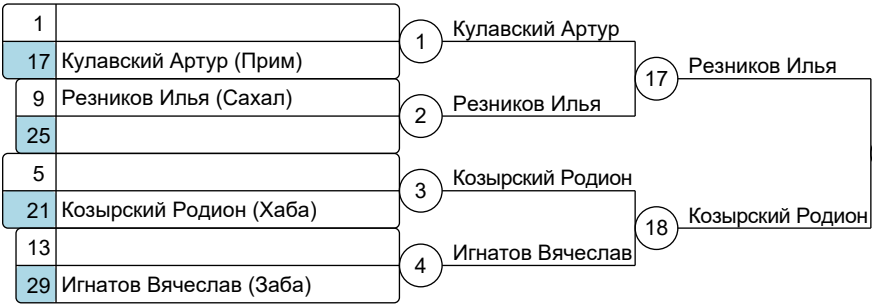 1
17 Кулавский Артур (Прим)
9 Резников Илья (Сахал)
25
5
21 Козырский Родион (Хаба)
13
29 Игнатов Вячеслав (Заба)
1 Кулавский Артур
2 Резников Илья
3 Козырский Родион
4 Игнатов Вячеслав
17 Резников Илья
18 Козырский Родион